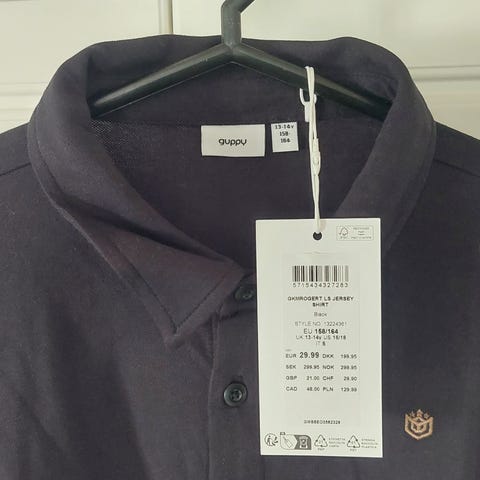 guppy
13-14y
158-
164
5715434327283
GKMROGERT LS JERSEY
SHIRT
Black
STYLE NO: 13224361
EU 158/164
UK 13-14y US 16/18
IT S
EUR 29.99 DKK 199.95
SEK 299.95 NOK 299.95
GBP 21.00 CHF 29.90
CAD 48.00 PLN 129.99